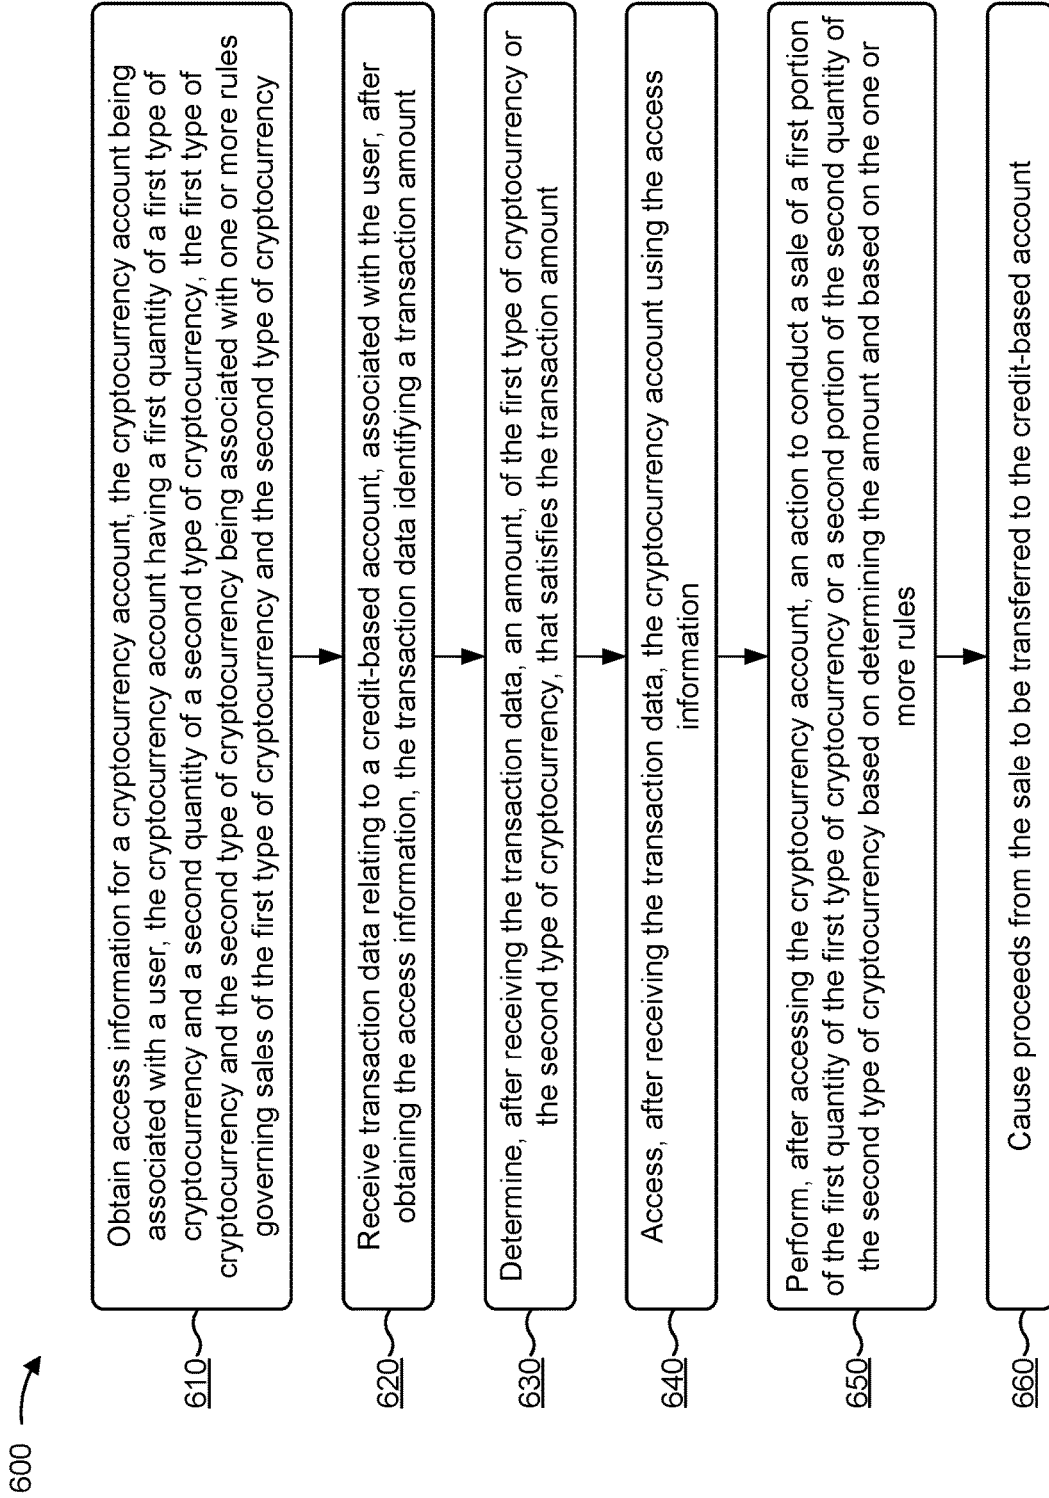 600
610
Obtain access information for a cryptocurrency account, the cryptocurrency account being
associated with a user, the cryptocurrency account having a first quantity of a first type of
cryptocurrency and a second quantity of a second type of cryptocurrency, the first type of
cryptocurrency and the second type of cryptocurrency being associated with one or more rules
governing sales of the first type of cryptocurrency and the second type of cryptocurrency
620
Receive transaction data relating to a credit-based account, associated with the user, after
obtaining the access information, the transaction data identifying a transaction amount
630
Determine, after receiving the transaction data, an amount, of the first type of cryptocurrency or
the second type of cryptocurrency, that satisfies the transaction amount
640
Access, after receiving the transaction data, the cryptocurrency account using the access
information
650
Perform, after accessing the cryptocurrency account, an action to conduct a sale of a first portion
of the first quantity of the first type of cryptocurrency or a second portion of the second quantity of
the second type of cryptocurrency based on determining the amount and based on the one or
more rules
660
Cause proceeds from the sale to be transferred to the credit-based account